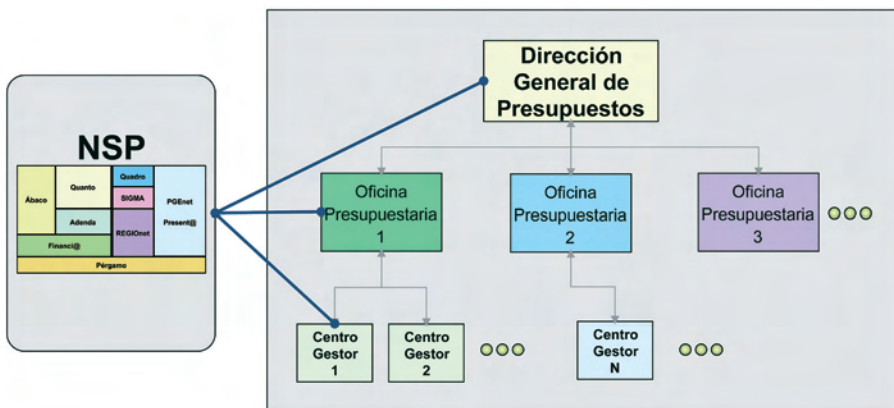 NSP
Ábaco
Quanto
Quadro
SIGMA
PGEnet
Present@
Adenda
REGIOnet
Financi@
Pérgamo
Dirección
General de
Presupuestos
Oficina
Presupuestaria
1
Oficina
Presupuestaria
2
Oficina
Presupuestaria
3
Centro
Gestor
1
Centro
Gestor
2
Centro
Gestor
N